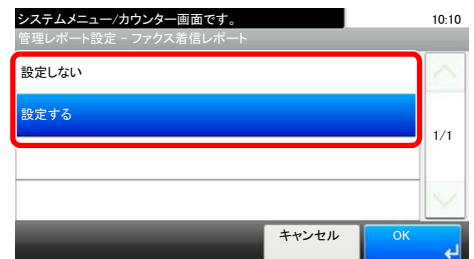 システムメニュー/カウンター画面です。
10:10
管理レポート設定 - ファクス着信レポート
設定しない
設定する
1/1
キャンセル
OK